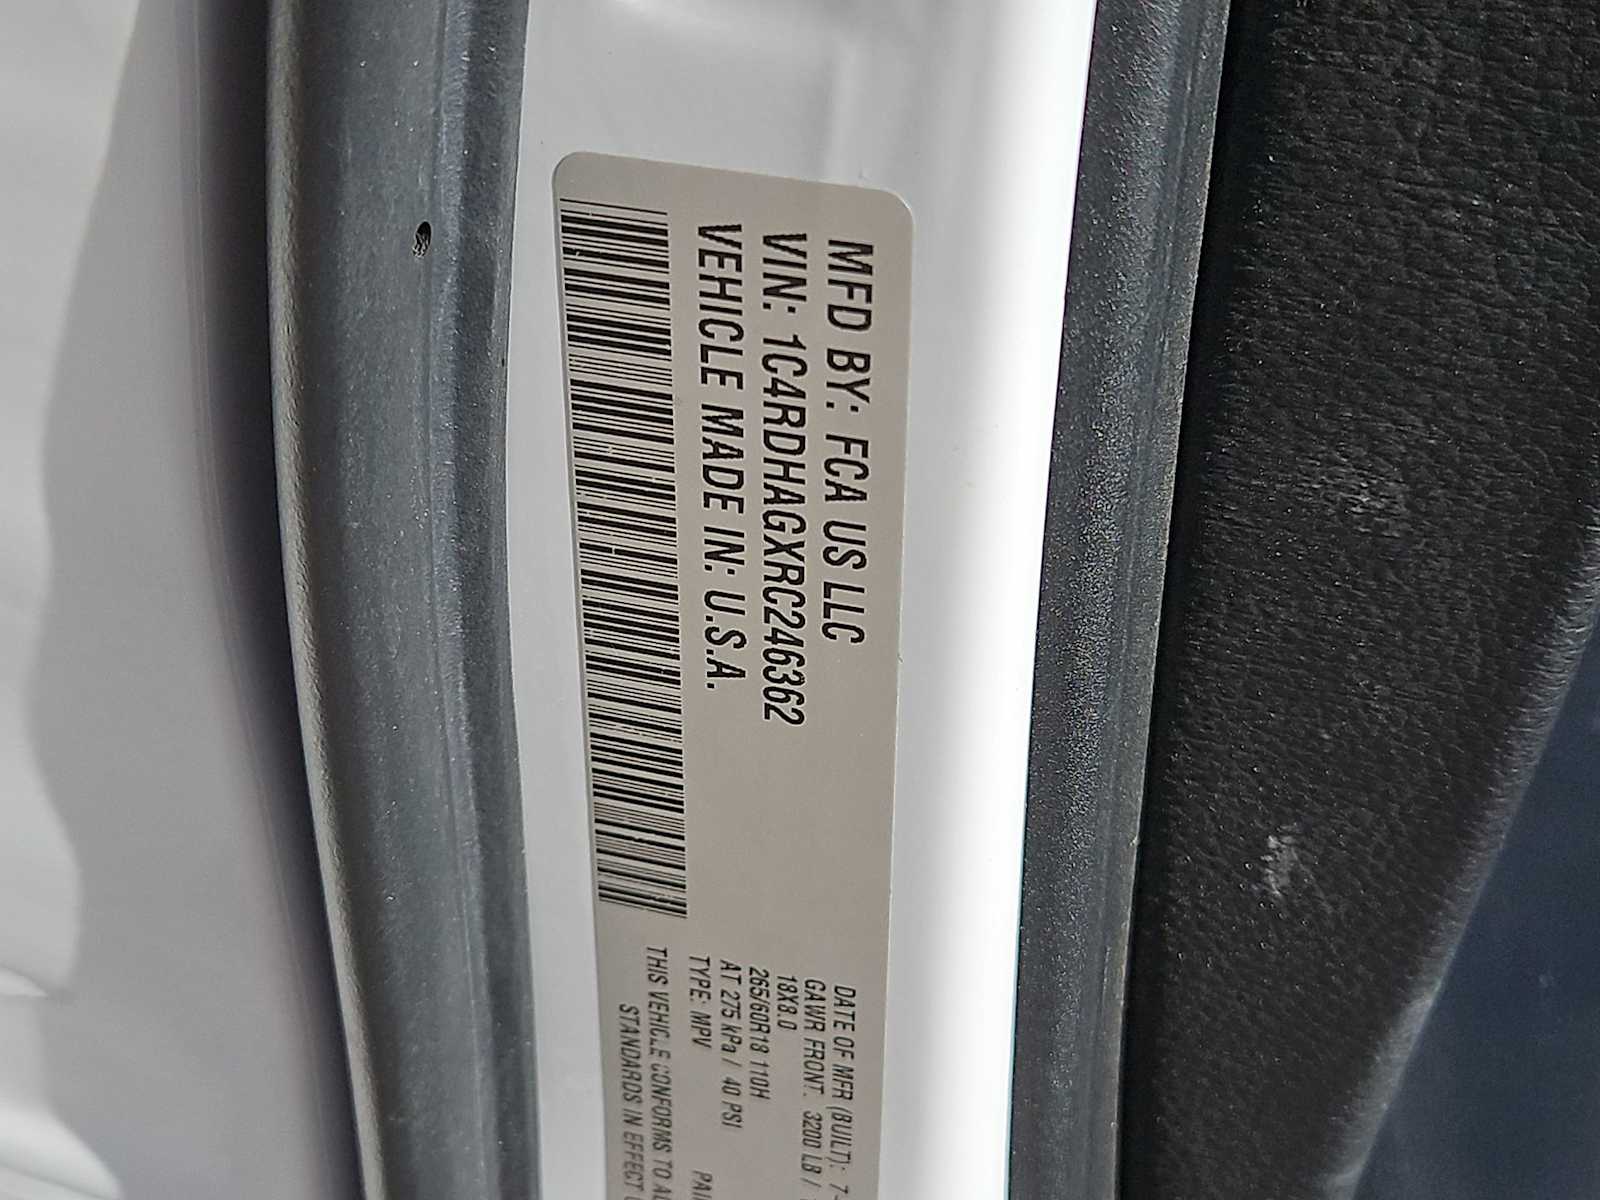 MFD BY: FCA US LLC
VIN: 1C4RDHAGXRC246362
VEHICLE MADE IN: U.S.A.
DATE OF MFR (BUILT): 7-
GAWR FRONT. 3200 LB /
18X8.0
265/60R18 110H
AT 275 kPa / 40 PSI
TYPE: MPV
THIS VEHICLE CONFORMS TO
STANDARDS IN EFFECT